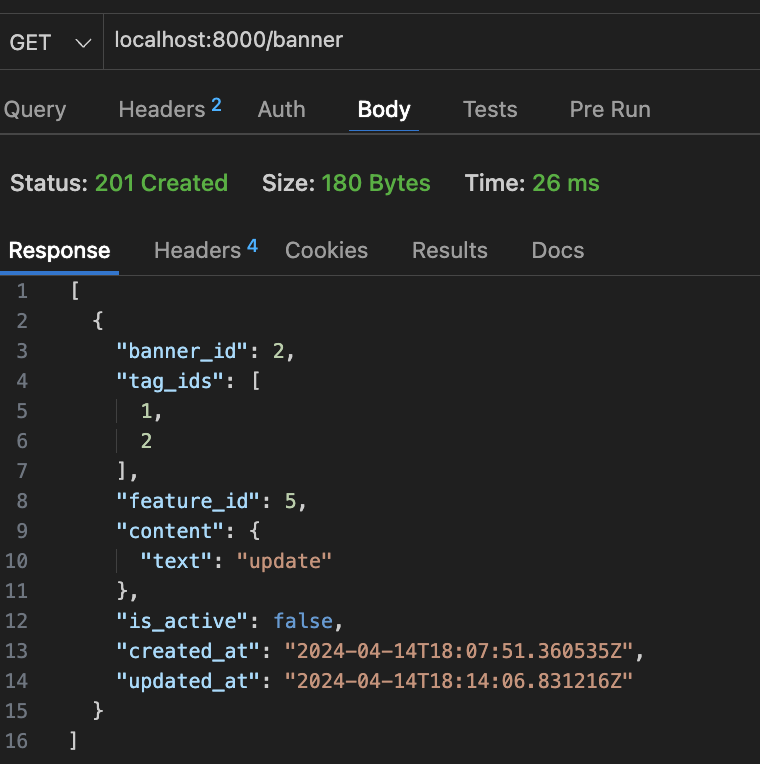 GET localhost:8000/banner
Query Headers 2 Auth Body Tests Pre Run
Status: 201 Created Size: 180 Bytes Time: 26 ms
Response Headers 4 Cookies Results Docs
1 [
2 {
3 "banner_id": 2,
4 "tag_ids": [
5 1,
6 2
7 ],
8 "feature_id": 5,
9 "content": {
10 "text": "update"
11 },
12 "is_active": false,
13 "created_at": "2024-04-14T18:07:51.360535Z",
14 "updated_at": "2024-04-14T18:14:06.831216Z"
15 }
16 ]